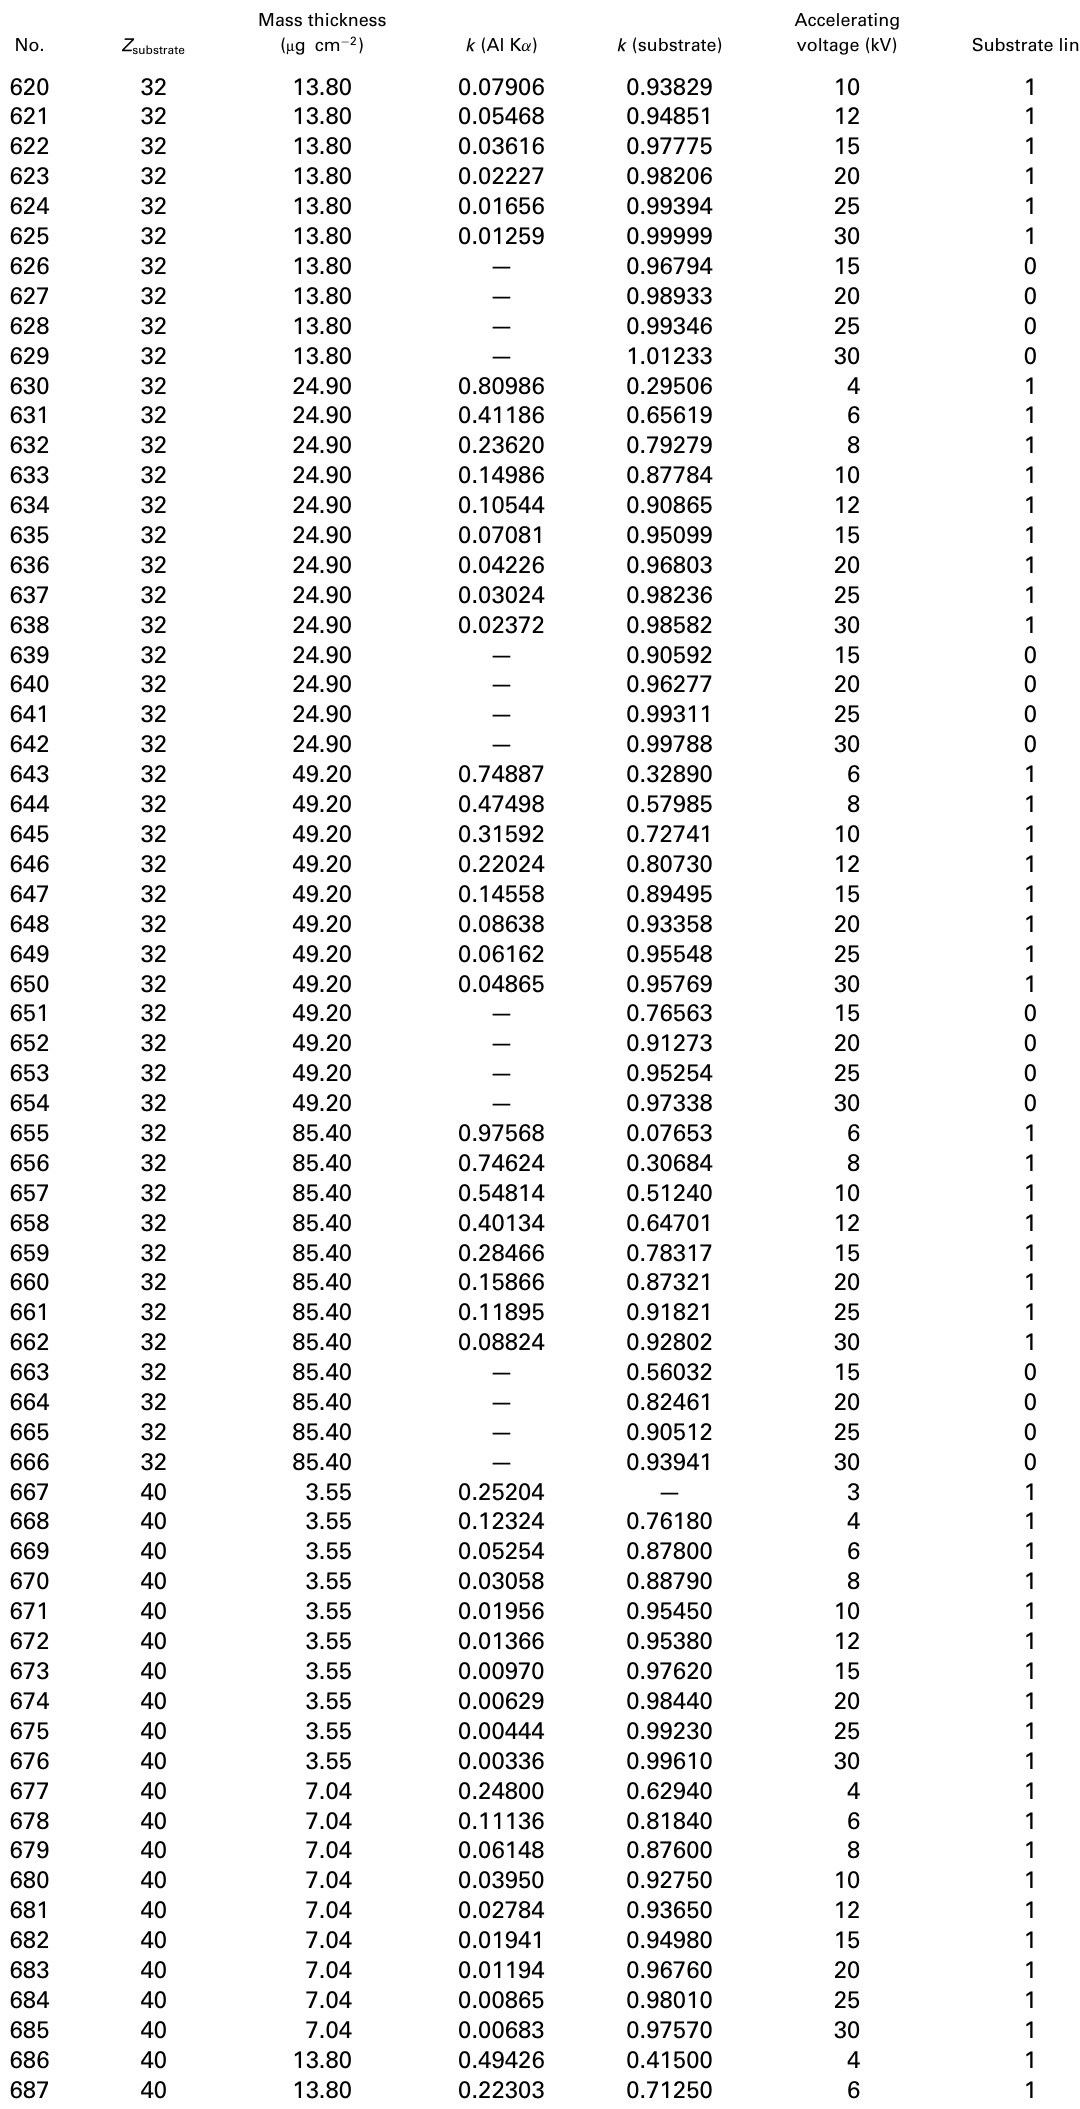 Mass thickness Accelerating
No. Zsubstrate (μg cm−2) k (Al Kα) k (substrate) voltage (kV) Substrate lin
620 32 13.80 0.07906 0.93829 10 1
621 32 13.80 0.05468 0.94851 12 1
622 32 13.80 0.03616 0.97775 15 1
623 32 13.80 0.02227 0.98206 20 1
624 32 13.80 0.01656 0.99394 25 1
625 32 13.80 0.01259 0.99999 30 1
626 32 13.80 — 0.96794 15 0
627 32 13.80 — 0.98933 20 0
628 32 13.80 — 0.99346 25 0
629 32 13.80 — 1.01233 30 0
630 32 24.90 0.80986 0.29506 4 1
631 32 24.90 0.41186 0.65619 6 1
632 32 24.90 0.23620 0.79279 8 1
633 32 24.90 0.14986 0.87784 10 1
634 32 24.90 0.10544 0.90865 12 1
635 32 24.90 0.07081 0.95099 15 1
636 32 24.90 0.04226 0.96803 20 1
637 32 24.90 0.03024 0.98236 25 1
638 32 24.90 0.02372 0.98582 30 1
639 32 24.90 — 0.90592 15 0
640 32 24.90 — 0.96277 20 0
641 32 24.90 — 0.99311 25 0
642 32 24.90 — 0.99788 30 0
643 32 49.20 0.74887 0.32890 6 1
644 32 49.20 0.47498 0.57985 8 1
645 32 49.20 0.31592 0.72741 10 1
646 32 49.20 0.22024 0.80730 12 1
647 32 49.20 0.14558 0.89495 15 1
648 32 49.20 0.08638 0.93358 20 1
649 32 49.20 0.06162 0.95548 25 1
650 32 49.20 0.04865 0.95769 30 1
651 32 49.20 — 0.76563 15 0
652 32 49.20 — 0.91273 20 0
653 32 49.20 — 0.95254 25 0
654 32 49.20 — 0.97338 30 0
655 32 85.40 0.97568 0.07653 6 1
656 32 85.40 0.74624 0.30684 8 1
657 32 85.40 0.54814 0.51240 10 1
658 32 85.40 0.40134 0.64701 12 1
659 32 85.40 0.28466 0.78317 15 1
660 32 85.40 0.15866 0.87321 20 1
661 32 85.40 0.11895 0.91821 25 1
662 32 85.40 0.08824 0.92802 30 1
663 32 85.40 — 0.56032 15 0
664 32 85.40 — 0.82461 20 0
665 32 85.40 — 0.90512 25 0
666 32 85.40 — 0.93941 30 0
667 40 3.55 0.25204 — 3 1
668 40 3.55 0.12324 0.76180 4 1
669 40 3.55 0.05254 0.87800 6 1
670 40 3.55 0.03058 0.88790 8 1
671 40 3.55 0.01956 0.95450 10 1
672 40 3.55 0.01366 0.95380 12 1
673 40 3.55 0.00970 0.97620 15 1
674 40 3.55 0.00629 0.98440 20 1
675 40 3.55 0.00444 0.99230 25 1
676 40 3.55 0.00336 0.99610 30 1
677 40 7.04 0.24800 0.62940 4 1
678 40 7.04 0.11136 0.81840 6 1
679 40 7.04 0.06148 0.87600 8 1
680 40 7.04 0.03950 0.92750 10 1
681 40 7.04 0.02784 0.93650 12 1
682 40 7.04 0.01941 0.94980 15 1
683 40 7.04 0.01194 0.96760 20 1
684 40 7.04 0.00865 0.98010 25 1
685 40 7.04 0.00683 0.97570 30 1
686 40 13.80 0.49426 0.41500 4 1
687 40 13.80 0.22303 0.71250 6 1